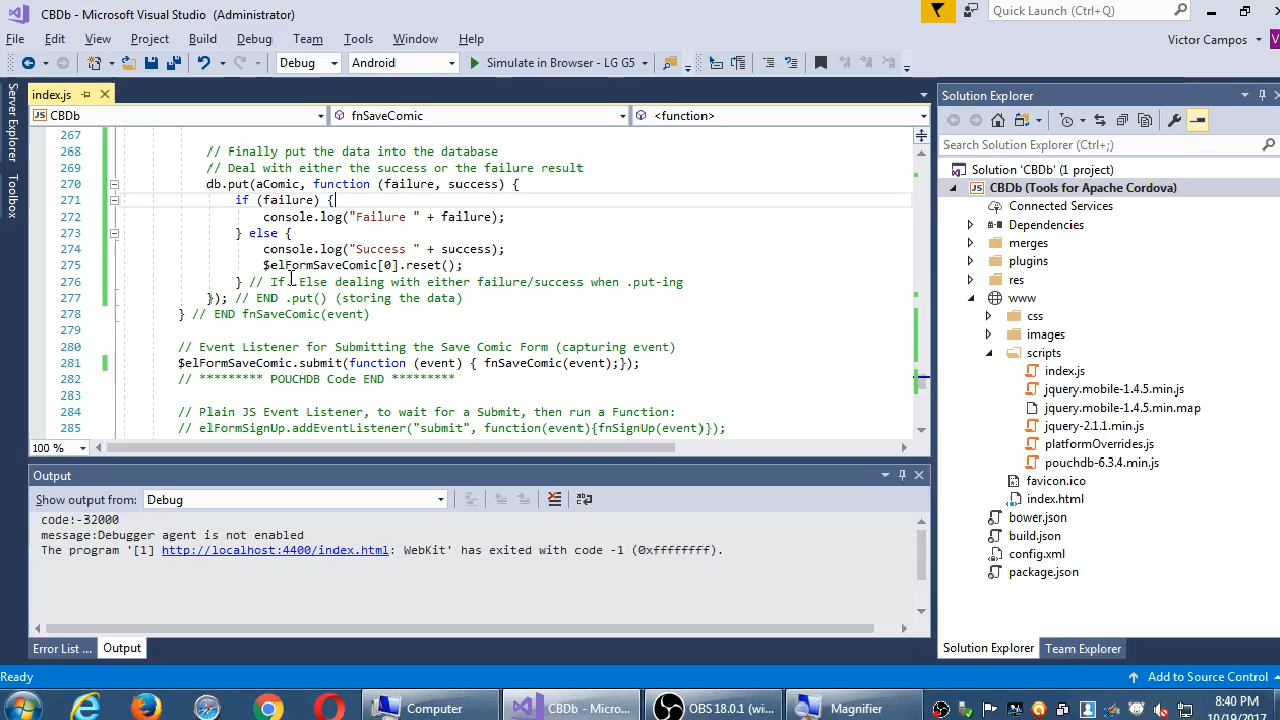 CBDb - Microsoft Visual Studio (Administrator)
Quick Launch (Ctrl+;)
File Edit View Project Build Debug Team Tools Window Help
Victor Campos
V
Debug Android Simulate in Browser - LG G5
Server Explorer
Toolbox
index.js
CBDb fnSaveComic <function>
267
268 // Finally put the data into the database
269 // Deal with either the success or the failure result
270 db.put(aComic, function (failure, success) {
271 if (failure) {
272 console.log("Failure " + failure);
273 } else {
274 console.log("Success " + success);
275 $elFormSaveComic[0].reset();
276 } // If..Else dealing with either failure/success when .put-ing
277 }); // END .put() (storing the data)
278 } // END fnSaveComic(event)
279
280 // Event Listener for Submitting the Save Comic Form (capturing event)
281 $elFormSaveComic.submit(function (event) { fnSaveComic(event);});
282 // ********* POUCHDB Code END *********
283
284 // Plain JS Event Listener, to wait for a Submit, then run a Function:
285 // elFormSignUp.addEventListener("submit", function(event){fnSignUp(event)});
100 %
Output
Show output from: Debug
code:-32000
message:Debugger agent is not enabled
The program '[1] http://localhost:4400/index.html: WebKit' has exited with code -1 (0xffffffff).
Error List ... Output
Solution Explorer
Search Solution Explorer (Ctrl+;)
Solution 'CBDb' (1 project)
JS CBDb (Tools for Apache Cordova)
Connected Services
Dependencies
merges
plugins
res
www
css
images
scripts
index.js
jquery.mobile-1.4.5.min.js
jquery.mobile-1.4.5.min.map
jquery-2.1.1.min.js
platformOverrides.js
pouchdb-6.3.4.min.js
favicon.ico
index.html
bower.json
build.json
config.xml
package.json
Solution Explorer Team Explorer
Ready
Add to Source Control
Computer
CBDb - Micro...
OBS 18.0.1 (wi...
Magnifier
8:40 PM
10/19/2017